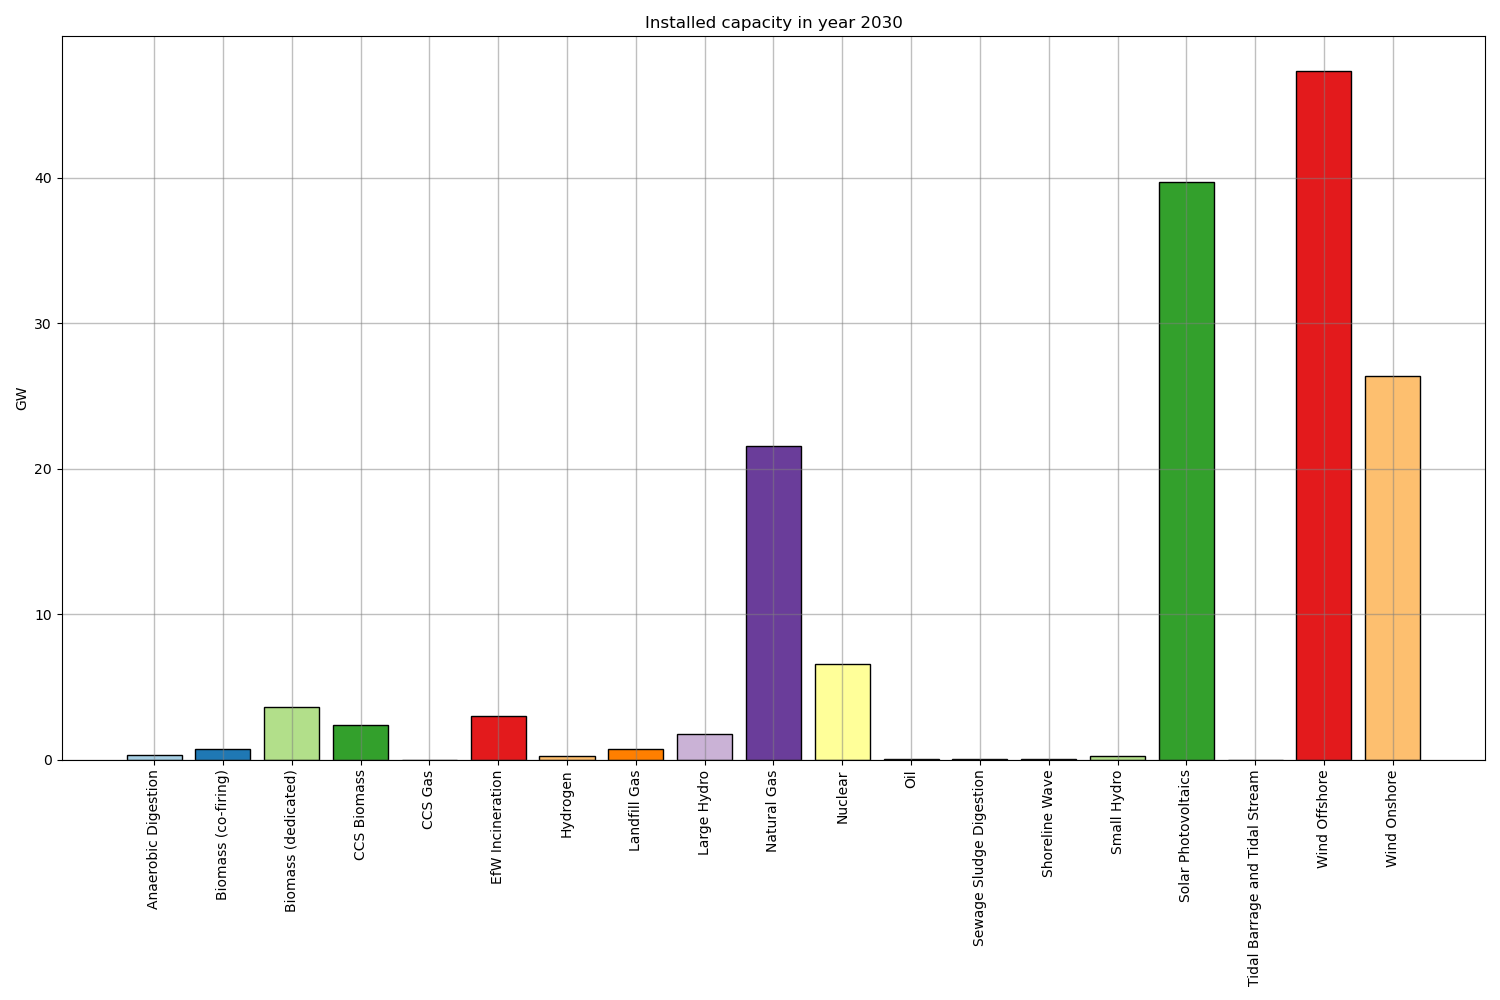 Installed capacity in year 2030
GW
40
30
20
10
0
Anaerobic Digestion
Biomass (co-firing)
Biomass (dedicated)
CCS Biomass
CCS Gas
EfW Incineration
Hydrogen
Landfill Gas
Large Hydro
Natural Gas
Nuclear
Oil
Sewage Sludge Digestion
Shoreline Wave
Small Hydro
Solar Photovoltaics
Tidal Barrage and Tidal Stream
Wind Offshore
Wind Onshore